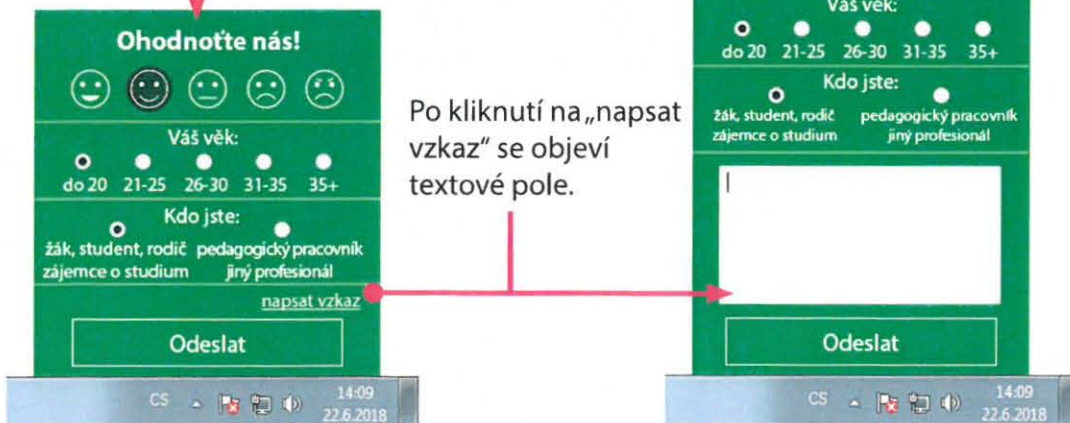 Ohodnoťte nás!
Váš věk:
do 20 21-25 26-30 31-35 35+
Kdo jste:
žák, student, rodič pedagogický pracovník
zájemce o studium jiný profesionál
napsat vzkaz
Odeslat
CS 14:09
22.6.2018
Po kliknutí na „napsat
vzkaz“ se objeví
textové pole.
Váš věk:
do 20 21-25 26-30 31-35 35+
Kdo jste:
žák, student, rodič pedagogický pracovník
zájemce o studium jiný profesionál
Odeslat
CS 14:09
22.6.2018